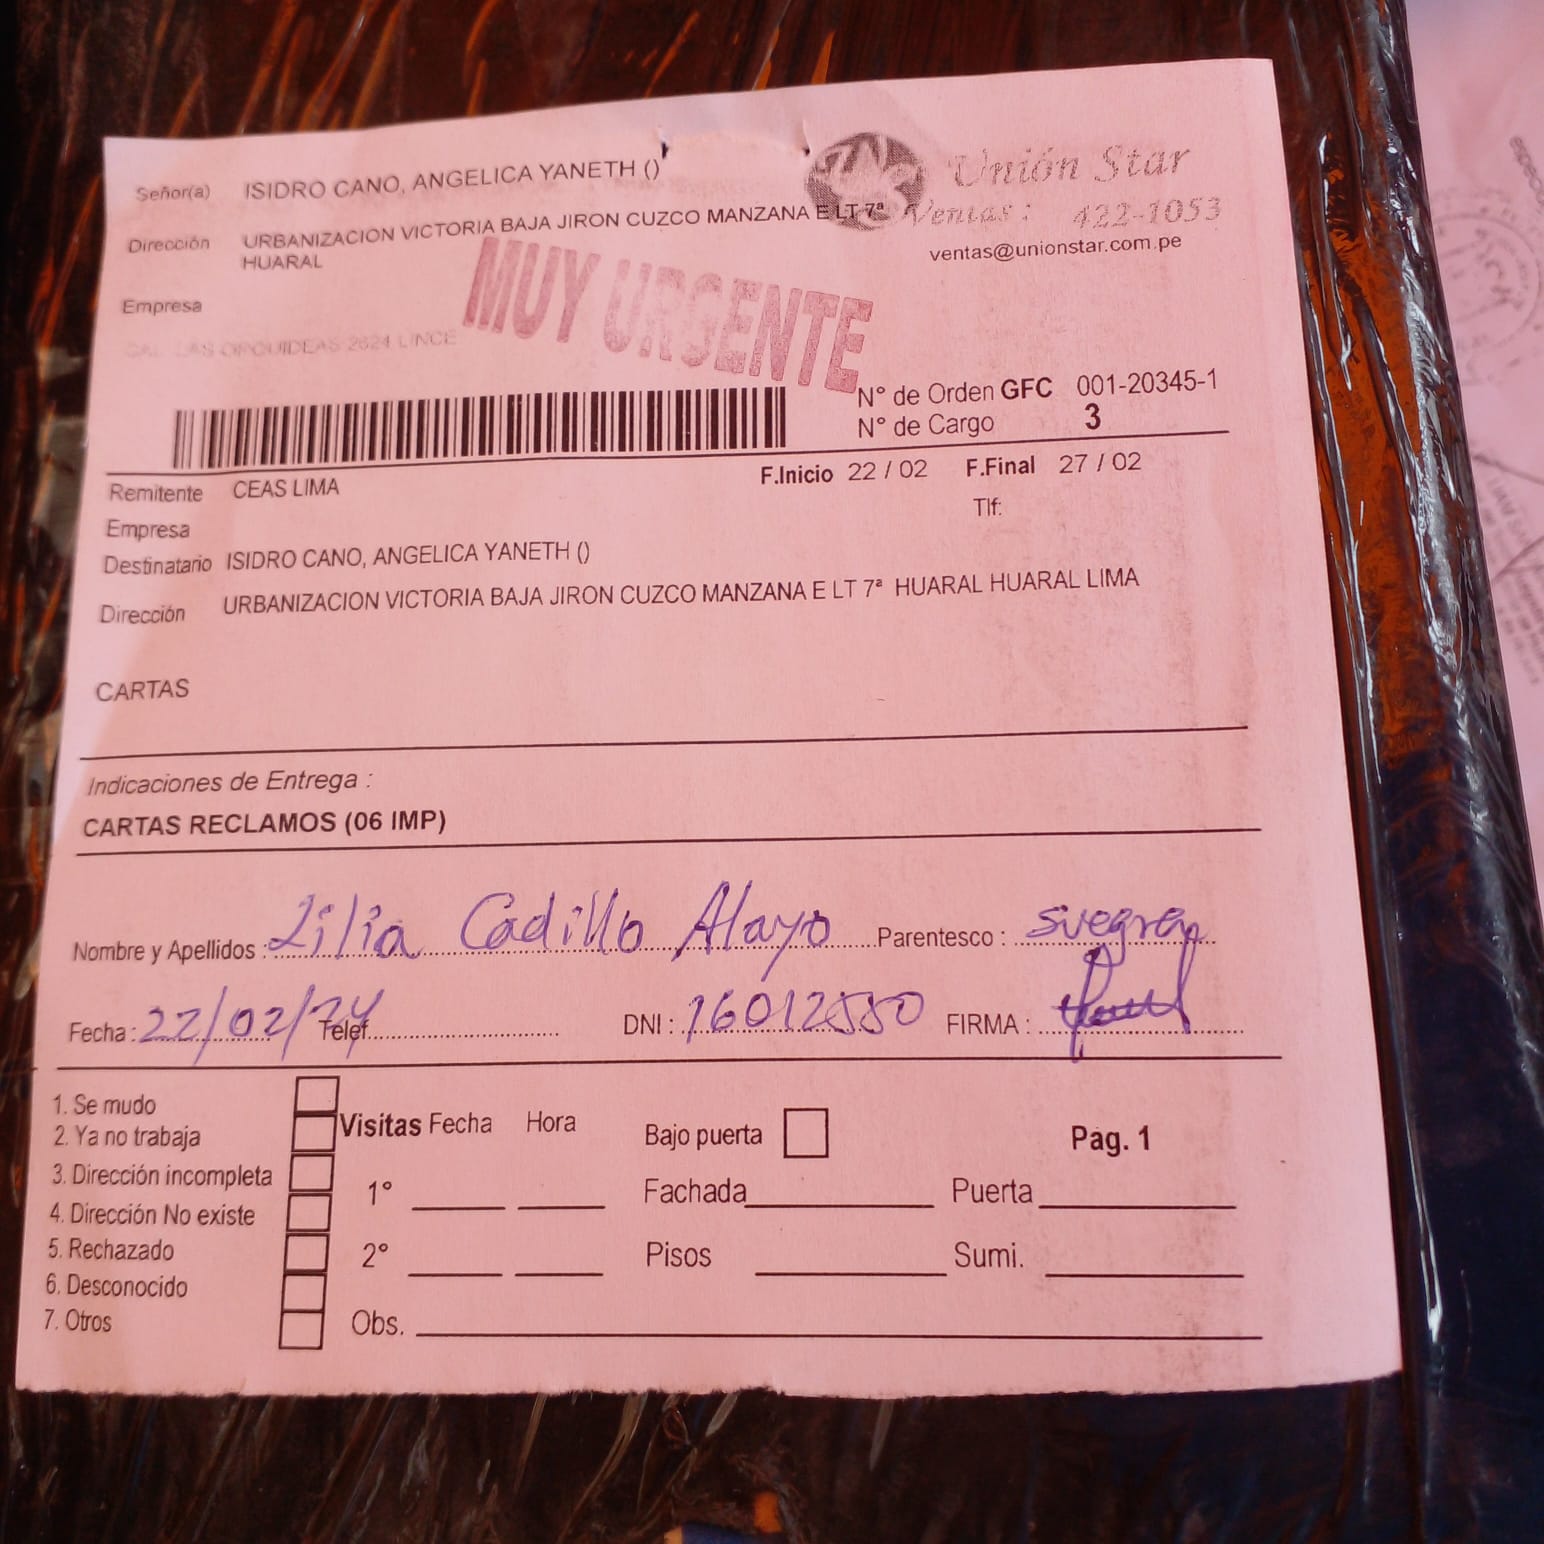 Señor(a) ISIDRO CANO, ANGELICA YANETH ()
Unión Star
Dirección URBANIZACION VICTORIA BAJA JIRON CUZCO MANZANA E LT 7ª
HUARAL
Ventas : 422-1053
ventas@unionstar.com.pe
Empresa
MUY URGENTE
CAL. LAS ORQUIDEAS 2624 LINCE
N° de Orden GFC 001-20345-1
N° de Cargo 3
F.Inicio 22 / 02 F.Final 27 / 02
Remitente CEAS LIMA
Tlf:
Empresa
Destinatario ISIDRO CANO, ANGELICA YANETH ()
Dirección URBANIZACION VICTORIA BAJA JIRON CUZCO MANZANA E LT 7ª HUARAL HUARAL LIMA
CARTAS
Indicaciones de Entrega :
CARTAS RECLAMOS (06 IMP)
Nombre y Apellidos : Lilia Cadillo Alayo Parentesco : suegra
Fecha : 22/02/24 Telef. DNI : 16012550 FIRMA :
1. Se mudo
2. Ya no trabaja
3. Dirección incompleta
4. Dirección No existe
5. Rechazado
6. Desconocido
7. Otros
Visitas Fecha Hora Bajo puerta Pag. 1
1° Fachada Puerta
2° Pisos Sumi.
Obs.